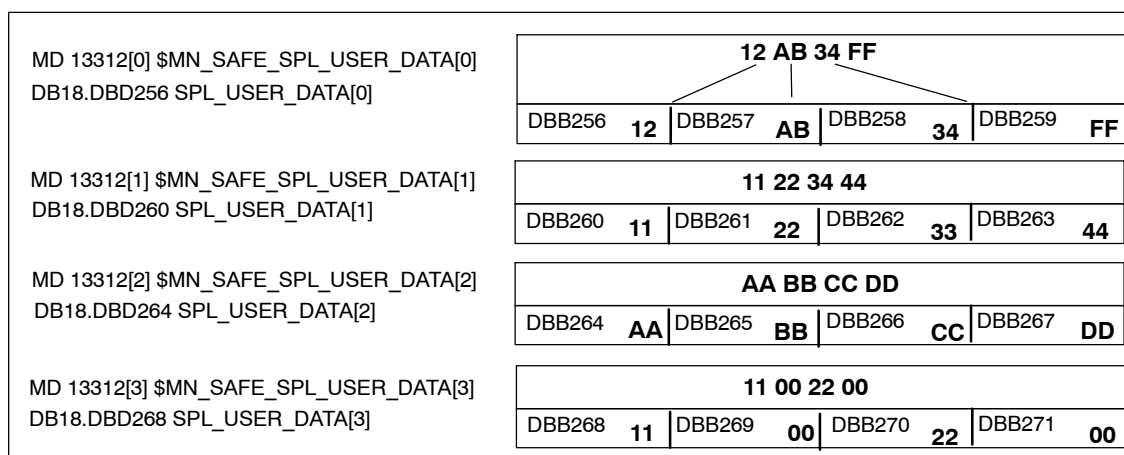 MD 13312[0] $MN_SAFE_SPL_USER_DATA[0]
12 AB 34 FF
DB18.DBD256 SPL_USER_DATA[0]
DBB256 12 DBB257 AB DBB258 34 DBB259 FF
MD 13312[1] $MN_SAFE_SPL_USER_DATA[1]
11 22 34 44
DB18.DBD260 SPL_USER_DATA[1]
DBB260 11 DBB261 22 DBB262 33 DBB263 44
MD 13312[2] $MN_SAFE_SPL_USER_DATA[2]
AA BB CC DD
DB18.DBD264 SPL_USER_DATA[2]
DBB264 AA DBB265 BB DBB266 CC DBB267 DD
MD 13312[3] $MN_SAFE_SPL_USER_DATA[3]
11 00 22 00
DB18.DBD268 SPL_USER_DATA[3]
DBB268 11 DBB269 00 DBB270 22 DBB271 00